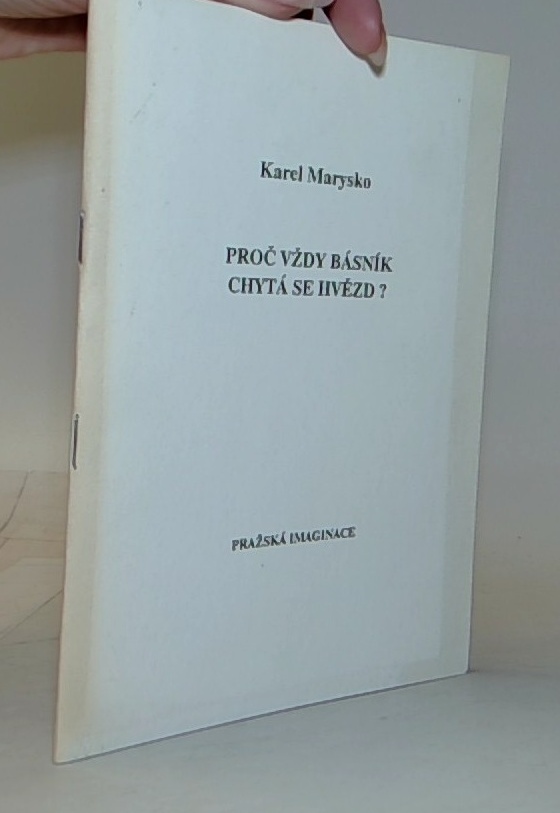 Karel Marysko
PROČ VŽDY BÁSNÍK
CHYTÁ SE HVĚZD ?
PRAŽSKÁ IMAGINACE